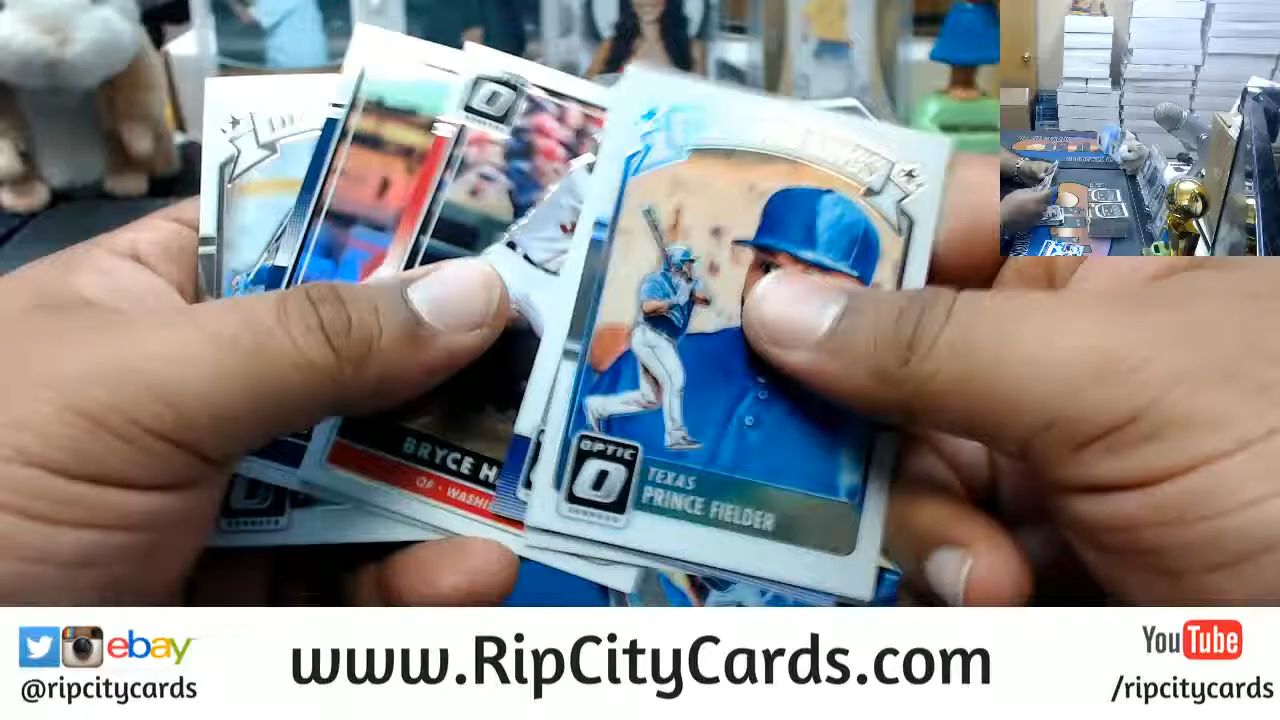 OPTIC
TEXAS
PRINCE FIELDER
BRYCE H
OF - WASHI
ebay
@ripcitycards
www.RipCityCards.com
YouTube
/ripcitycards